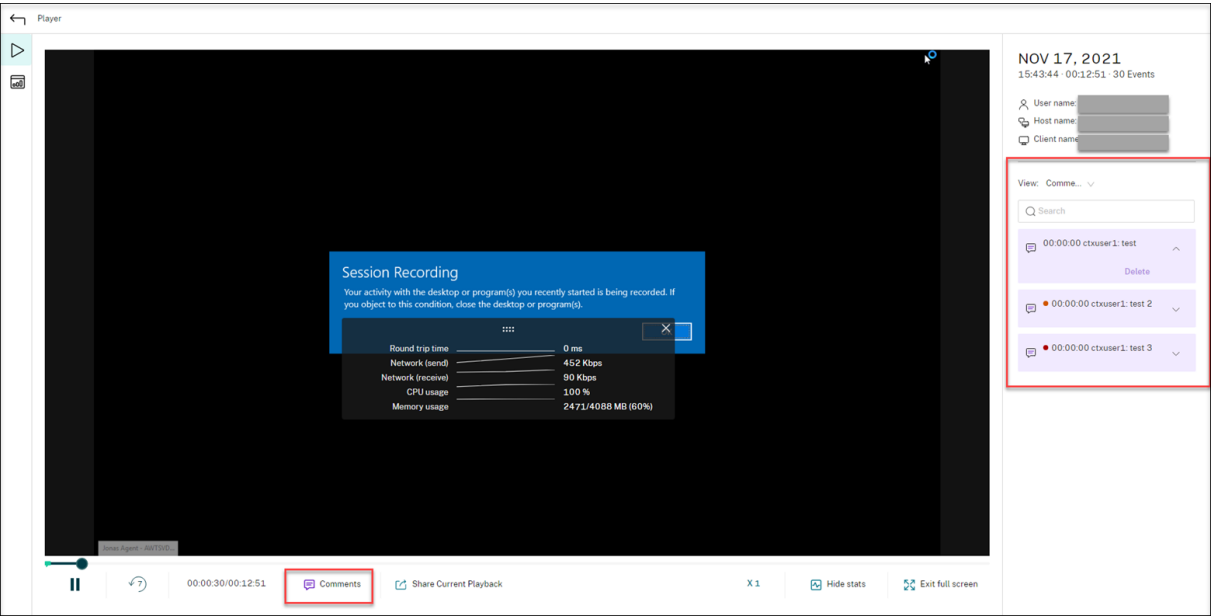 Player
NOV 17, 2021
15:43:44 · 00:12:51 · 30 Events
User name:
Host name:
Client name
View: Comme...
Search
00:00:00 ctxuser1: test
Delete
00:00:00 ctxuser1: test 2
00:00:00 ctxuser1: test 3
Session Recording
Your activity with the desktop or program(s) you recently started is being recorded. If
you object to this condition, close the desktop or program(s).
Round trip time 0 ms
Network (send) 452 Kbps
Network (receive) 90 Kbps
CPU usage 100 %
Memory usage 2471/4088 MB (60%)
7
00:00:30/00:12:51
Comments
Share Current Playback
X 1
Hide stats
Exit full screen